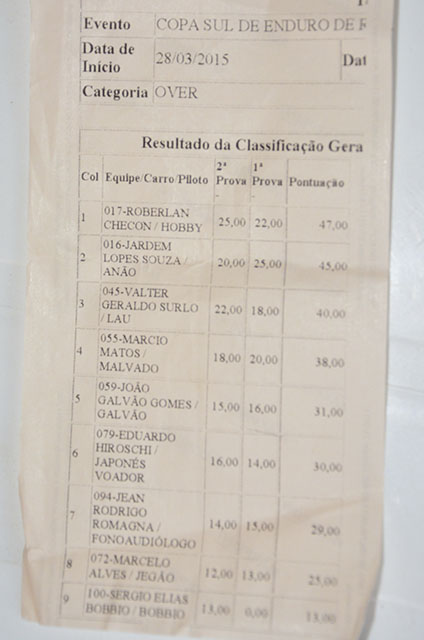 Evento COPA SUL DE ENDURO DE
Data de Início 28/03/2015 Dat
Categoria OVER
Resultado da Classificação Gera
Col Equipe/Carro/Piloto 2ª Prova 1ª Prova Pontuação
1 017-ROBERLAN CHECON / HOBBY 25,00 22,00 47,00
2 016-JARDEM LOPES SOUZA / ANÃO 20,00 25,00 45,00
3 045-VALTER GERALDO SURLO / LAU 22,00 18,00 40,00
4 055-MARCIO MATOS / MALVADO 18,00 20,00 38,00
5 059-JOÃO GALVÃO GOMES / GALVÃO 15,00 16,00 31,00
6 079-EDUARDO HIROSCHI / JAPONÊS VOADOR 16,00 14,00 30,00
7 094-JEAN RODRIGO ROMAGNA / FONOAUDIÓLOGO 14,00 15,00 29,00
8 072-MARCELO ALVES / JEGÃO 12,00 13,00 25,00
9 100-SERGIO ELIAS BOBBIO / BOBBIO 13,00 0,00 13,00